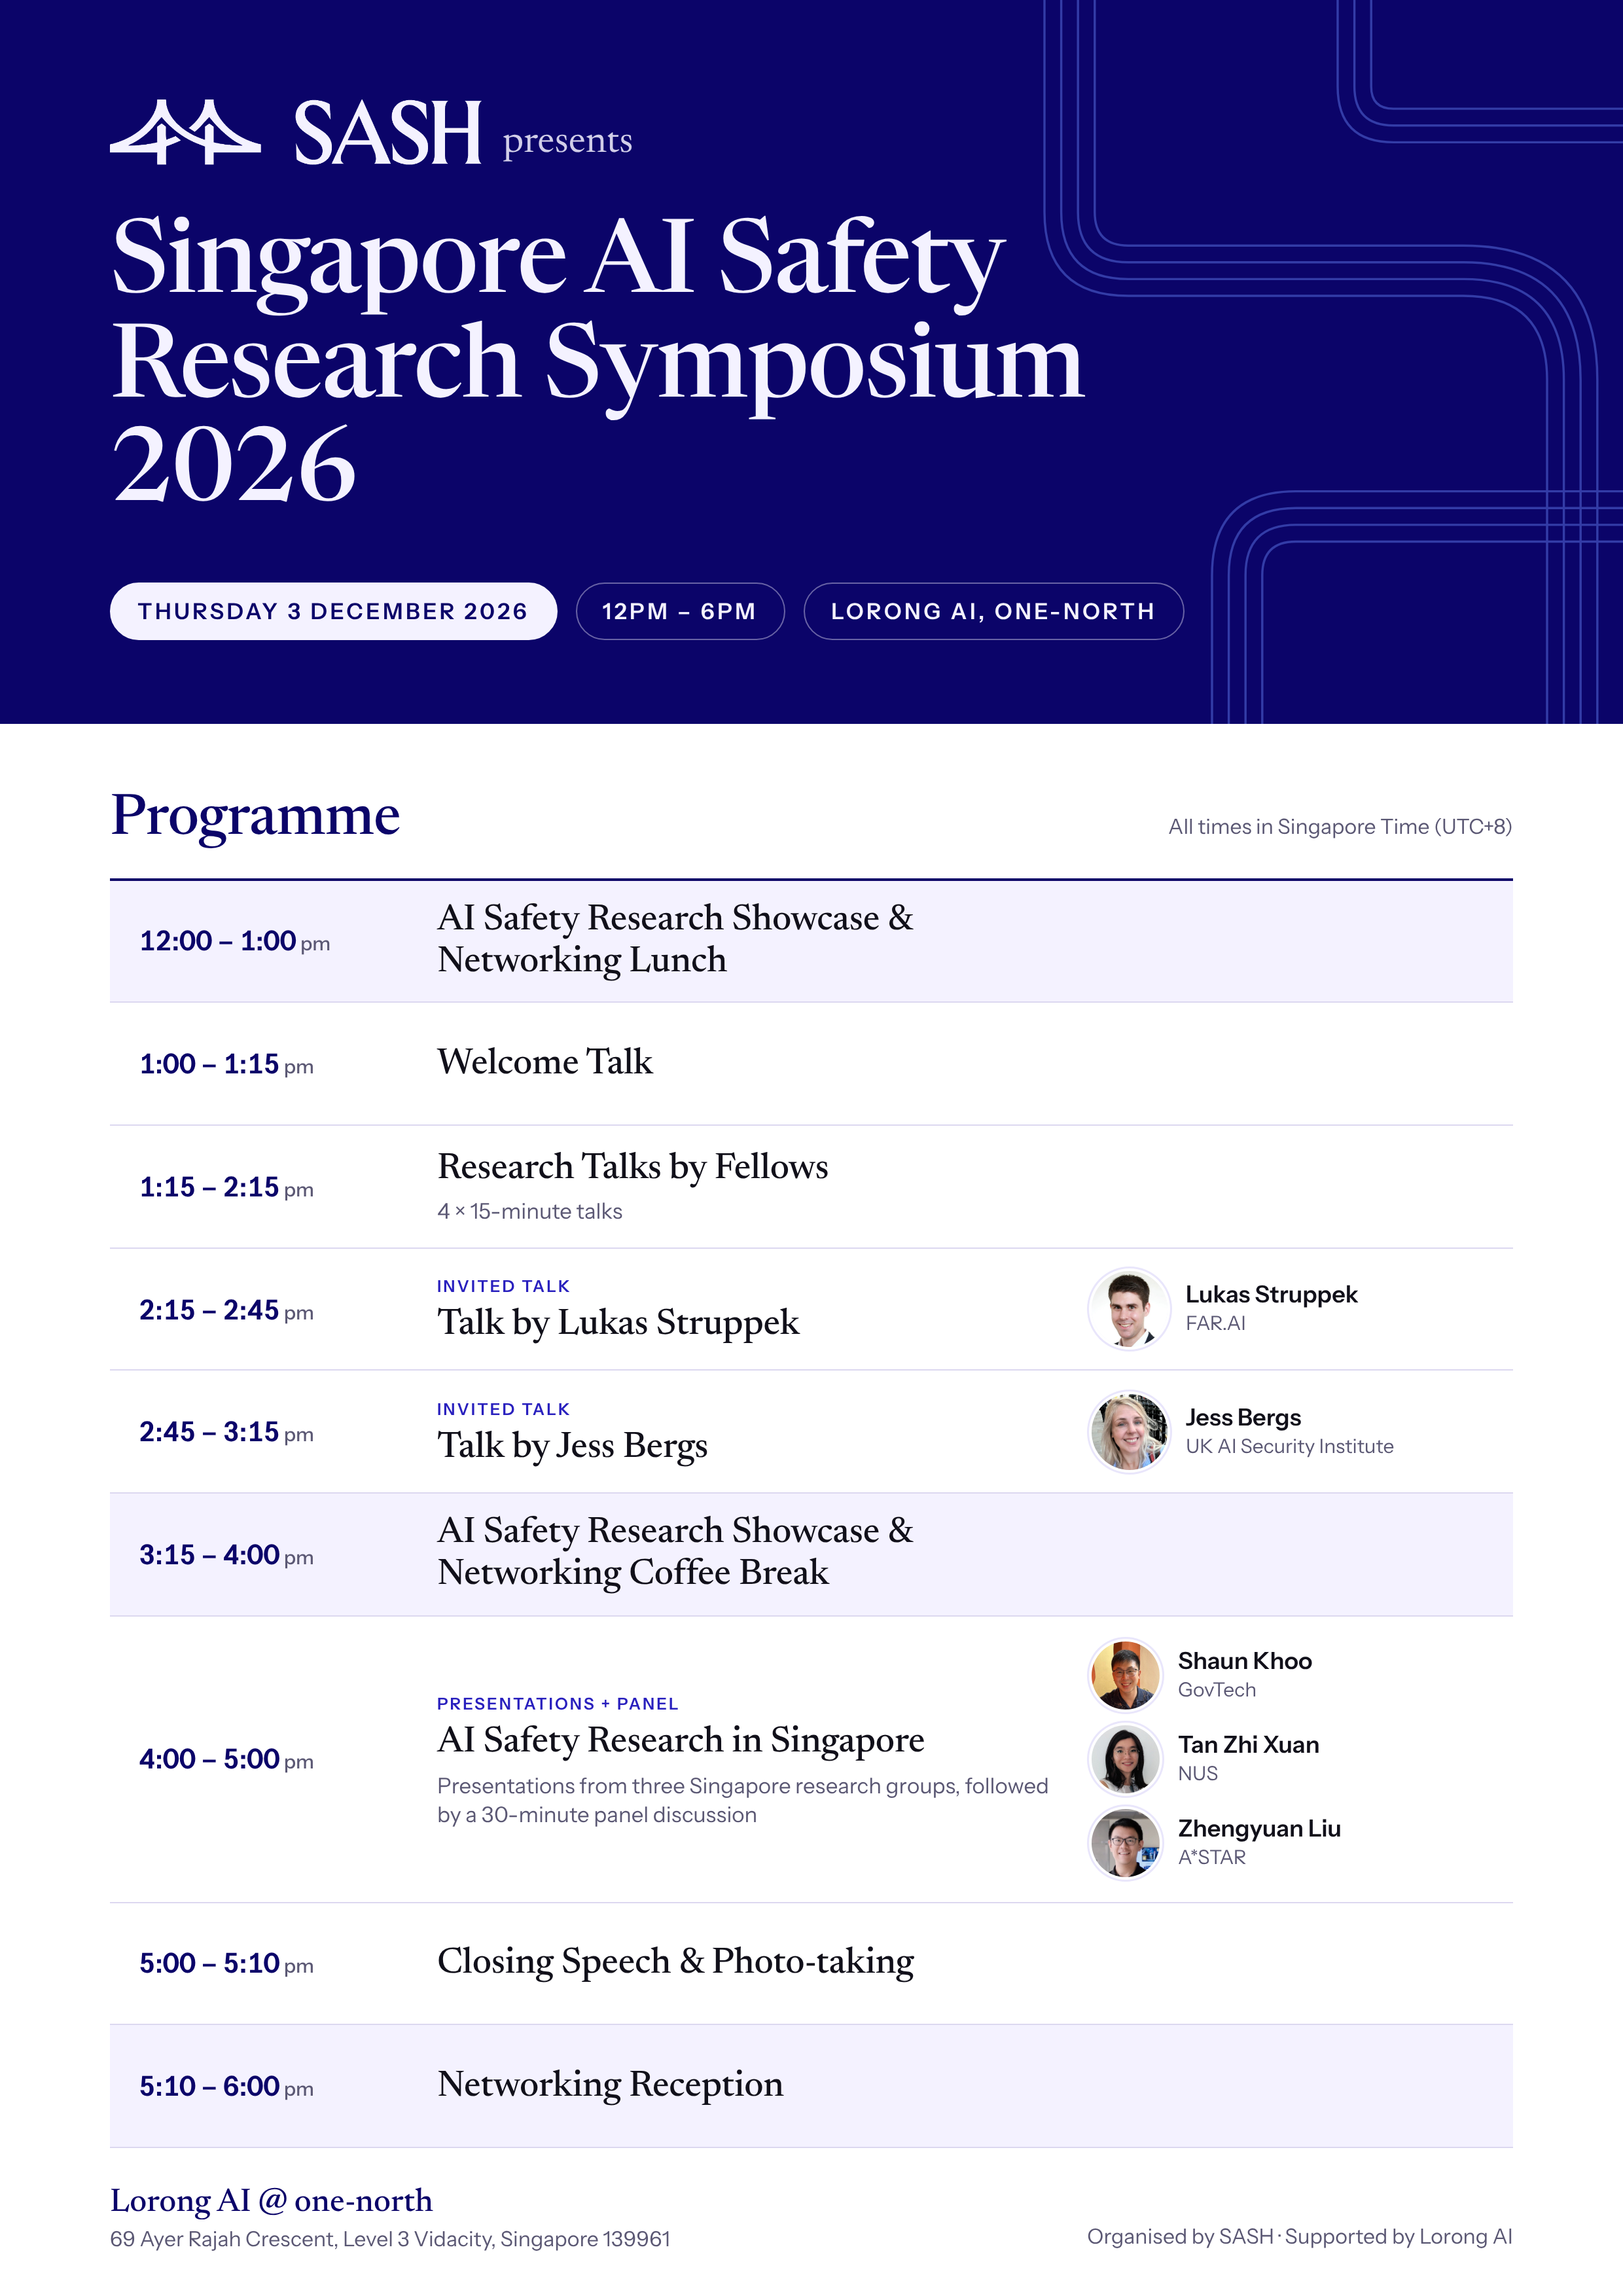 SASH presents
Singapore AI Safety
Research Symposium
2026
THURSDAY 3 DECEMBER 2026
12PM – 6PM
LORONG AI, ONE-NORTH
Programme
All times in Singapore Time (UTC+8)
12:00 – 1:00 pm
AI Safety Research Showcase &
Networking Lunch
1:00 – 1:15 pm
Welcome Talk
1:15 – 2:15 pm
Research Talks by Fellows
4 × 15-minute talks
2:15 – 2:45 pm
INVITED TALK
Talk by Lukas Struppek
Lukas Struppek
FAR.AI
2:45 – 3:15 pm
INVITED TALK
Talk by Jess Bergs
Jess Bergs
UK AI Security Institute
3:15 – 4:00 pm
AI Safety Research Showcase &
Networking Coffee Break
4:00 – 5:00 pm
PRESENTATIONS + PANEL
AI Safety Research in Singapore
Presentations from three Singapore research groups, followed
by a 30-minute panel discussion
Shaun Khoo
GovTech
Tan Zhi Xuan
NUS
Zhengyuan Liu
A*STAR
5:00 – 5:10 pm
Closing Speech & Photo-taking
5:10 – 6:00 pm
Networking Reception
Lorong AI @ one-north
69 Ayer Rajah Crescent, Level 3 Vidacity, Singapore 139961
Organised by SASH · Supported by Lorong AI